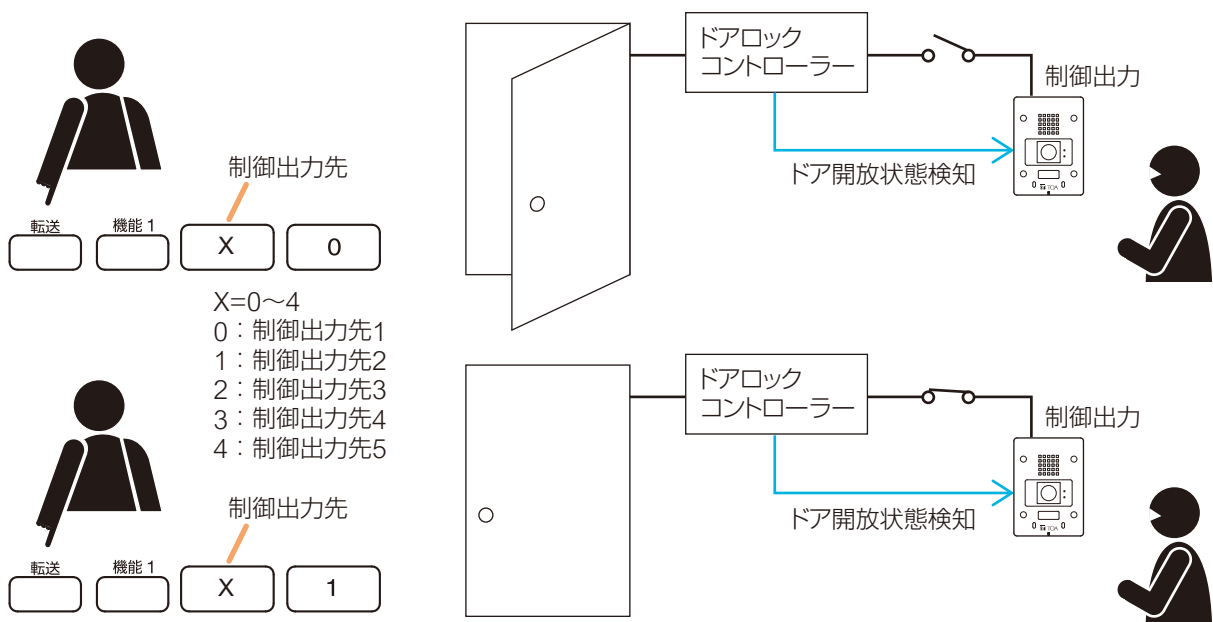 制御出力先
転送
機能 1
X
0
X=0〜4
0：制御出力先1
1：制御出力先2
2：制御出力先3
3：制御出力先4
4：制御出力先5
ドアロック
コントローラー
制御出力
ドア開放状態検知
TOA
制御出力先
転送
機能 1
X
1
ドアロック
コントローラー
制御出力
ドア開放状態検知
TOA